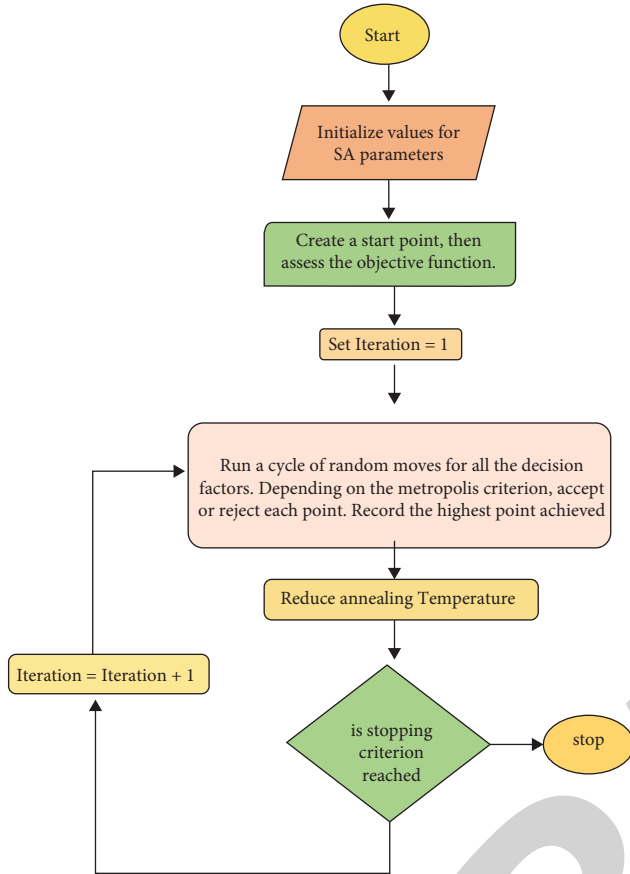 Start
Initialize values for
SA parameters
Create a start point, then
assess the objective function.
Set Iteration = 1
Run a cycle of random moves for all the decision
factors. Depending on the metropolis criterion, accept
or reject each point. Record the highest point achieved
Reduce annealing Temperature
Iteration = Iteration + 1
is stopping
criterion
reached
stop